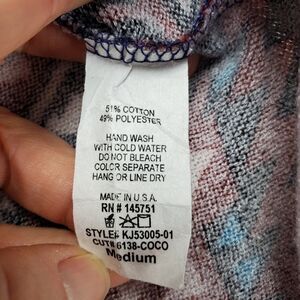 51% COTTON
49% POLYESTER
HAND WASH
WITH COLD WATER
DO NOT BLEACH
COLOR SEPARATE
HANG OR LINE DRY
MADE IN U.S.A.
RN # 145751
STYLE# KJ53005-01
CUT# 6138-COCO
Medium